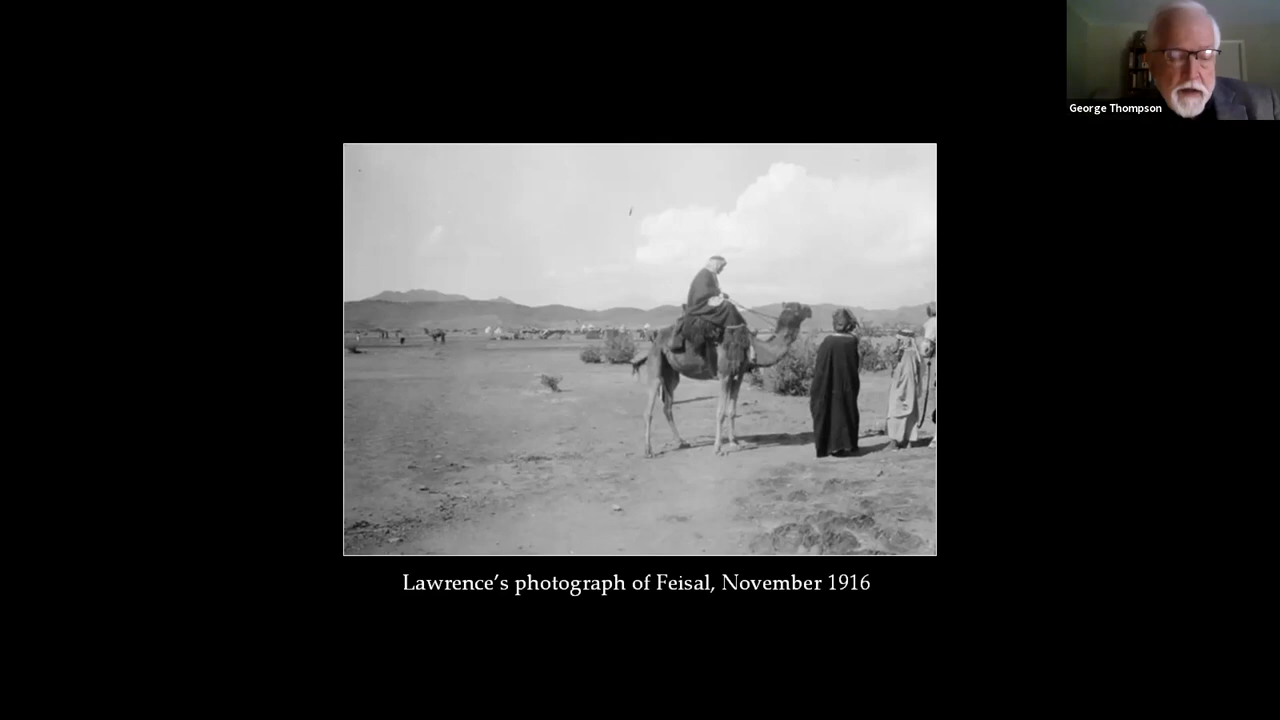 George Thompson
Lawrence’s photograph of Feisal, November 1916